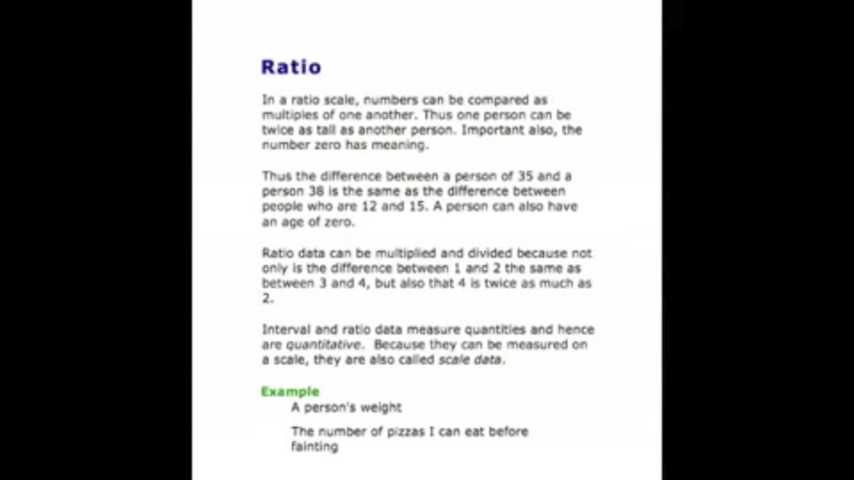 Ratio
In a ratio scale, numbers can be compared as
multiples of one another. Thus one person can be
twice as tall as another person. Important also, the
number zero has meaning.
Thus the difference between a person of 35 and a
person 38 is the same as the difference between
people who are 12 and 15. A person can also have
an age of zero.
Ratio data can be multiplied and divided because not
only is the difference between 1 and 2 the same as
between 3 and 4, but also that 4 is twice as much as
2.
Interval and ratio data measure quantities and hence
are quantitative. Because they can be measured on
a scale, they are also called scale data.
Example
A person's weight
The number of pizzas I can eat before
fainting